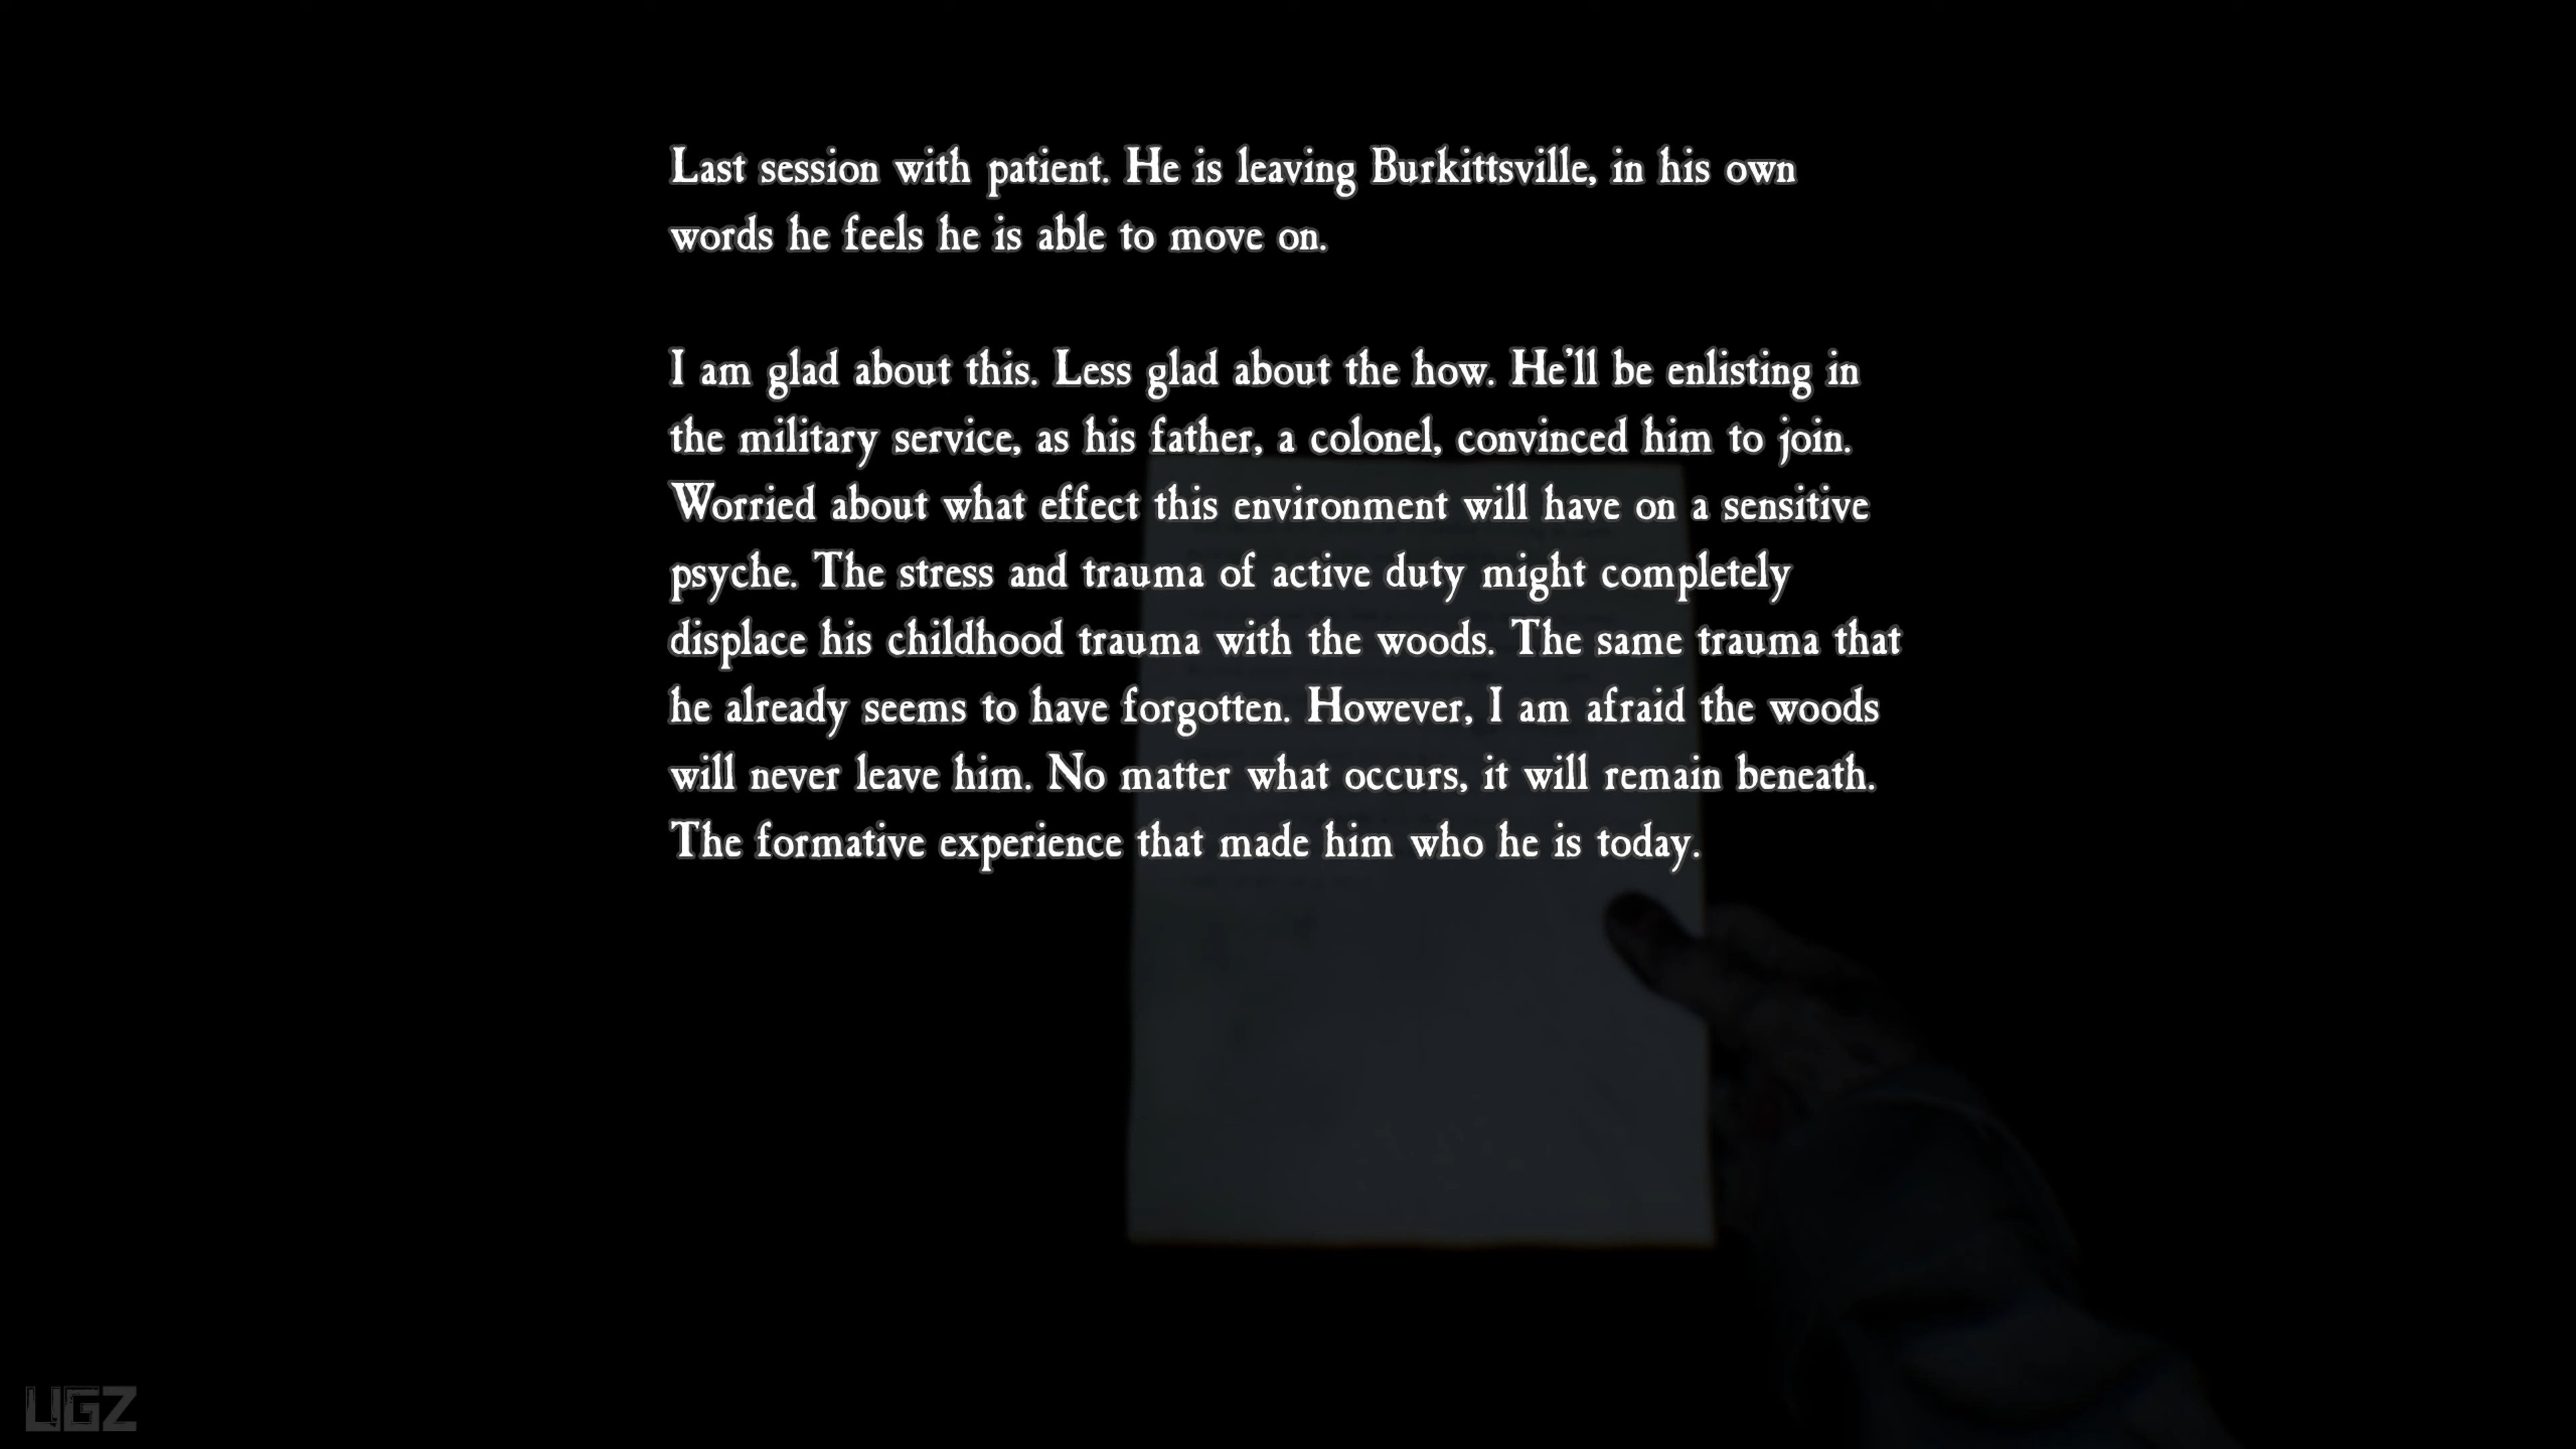 Last session with patient. He is leaving Burkittsville, in his own
words he feels he is able to move on.
I am glad about this. Less glad about the how. He'll be enlisting in
the military service, as his father, a colonel, convinced him to join.
Worried about what effect this environment will have on a sensitive
psyche. The stress and trauma of active duty might completely
displace his childhood trauma with the woods. The same trauma that
he already seems to have forgotten. However, I am afraid the woods
will never leave him. No matter what occurs, it will remain beneath.
The formative experience that made him who he is today.
UGZ